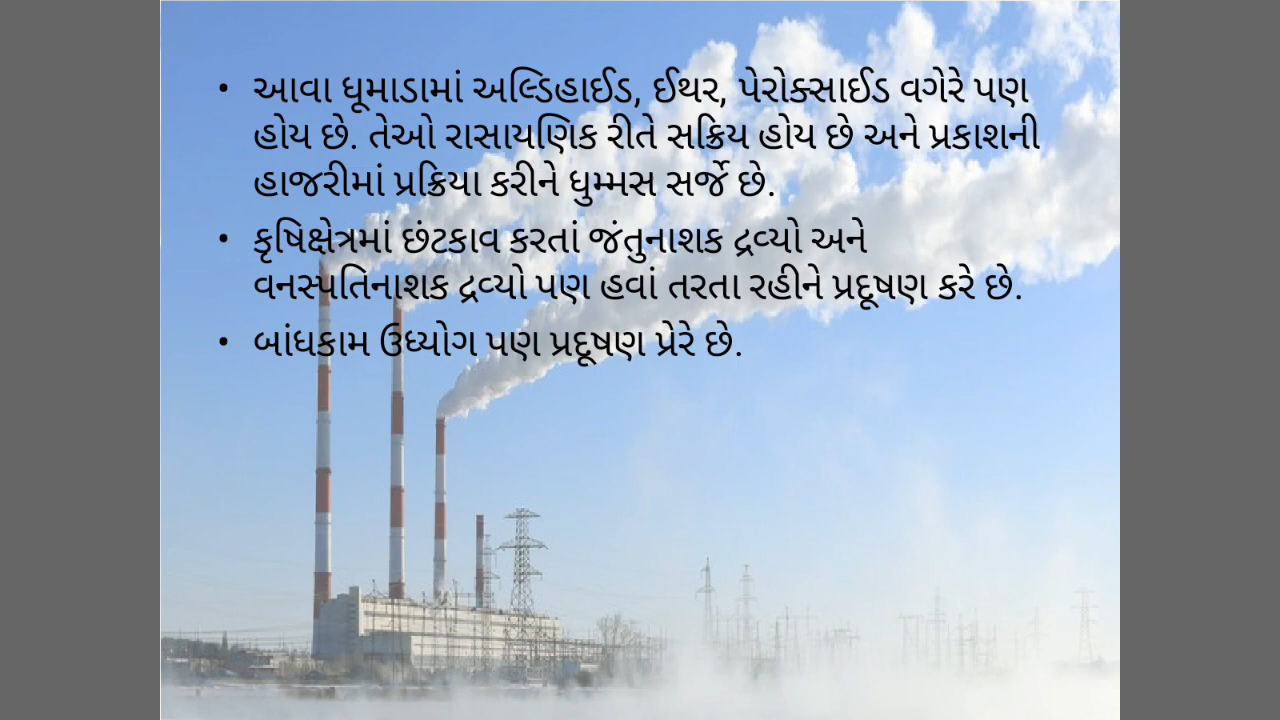 • આવા ધૂમાડામાં અલ્ડિહાઈડ, ઈથર, પેરોક્સાઈડ વગેરે પણ
હોય છે. તેઓ રાસાયણિક રીતે સક્રિય હોય છે અને પ્રકાશની
હાજરીમાં પ્રક્રિયા કરીને ધુમ્મસ સર્જે છે.
• કૃષિક્ષેત્રમાં છંટકાવ કરતાં જંતુનાશક દ્રવ્યો અને
વનસ્પતિનાશક દ્રવ્યો પણ હવાં તરતા રહીને પ્રદૂષણ કરે છે.
• બાંધકામ ઉધ્યોગ પણ પ્રદૂષણ પ્રેરે છે.